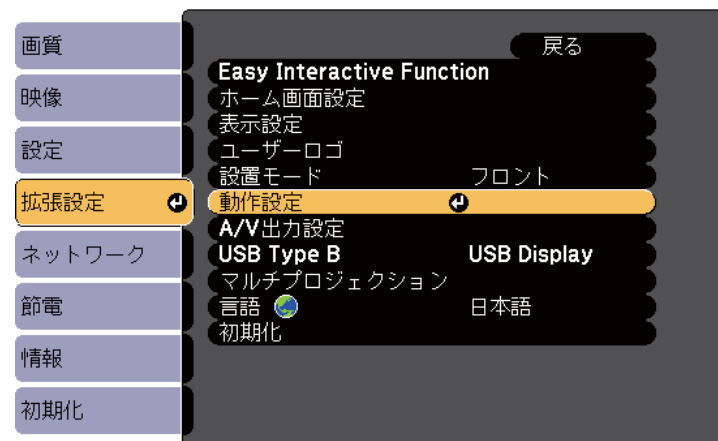 画質
映像
設定
拡張設定
ネットワーク
節電
情報
初期化
戻る
Easy Interactive Function
ホーム画面設定
表示設定
ユーザーロゴ
設置モード フロント
動作設定
A/V出力設定
USB Type B USB Display
マルチプロジェクション
言語 日本語
初期化